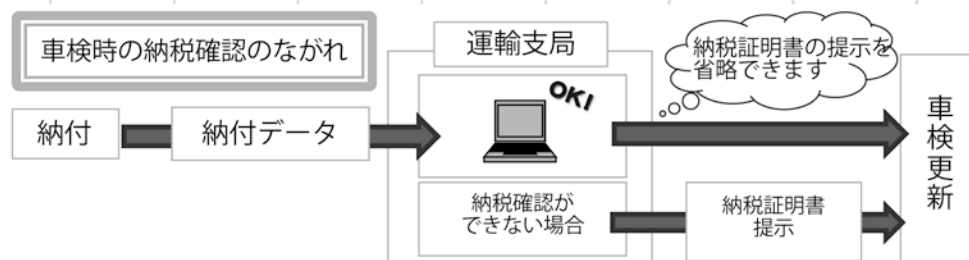 車検時の納税確認のながれ
納付
納付データ
運輸支局
OK!
納税証明書の提示を
省略できます
納税確認が
できない場合
納税証明書
提示
車検更新